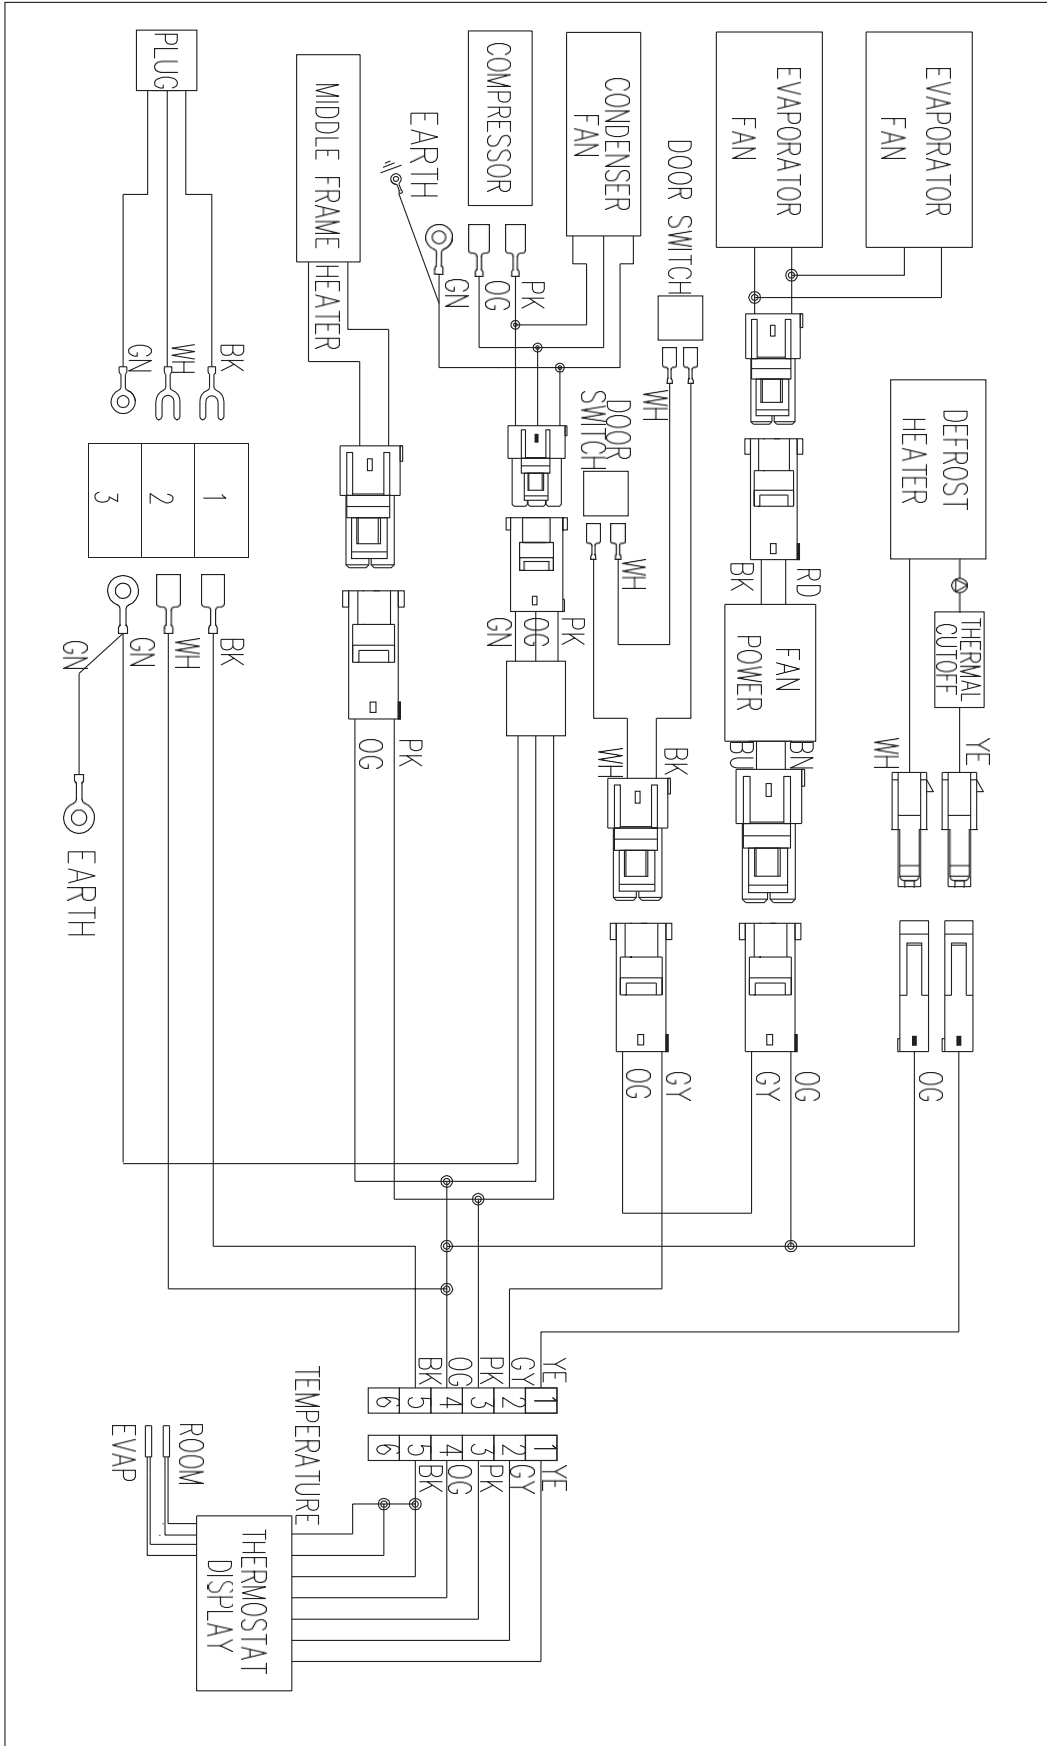 PLUG
MIDDLE FRAME HEATER
EARTH
COMPRESSOR
CONDENSER
FAN
DOOR SWITCH
EVAPORATOR
FAN
EVAPORATOR
FAN
GN
WH
BK
GN
OG
PK
DOOR
SWITCH
WH
WH
DEFROST
HEATER
THERMAL
CUTOFF
1
2
3
GN
GN
WH
BK
EARTH
OG
PK
GN
OG
PK
BK
RD
FAN
POWER
BU
BN
WH
BK
WH
YE
OG
GY
GY
OG
OG
BK
OG
PK
GY
YE
6
5
4
3
2
1
6
5
4
3
2
1
BK
OG
PK
GY
YE
TEMPERATURE
ROOM
EVAP
THERMOSTAT
DISPLAY